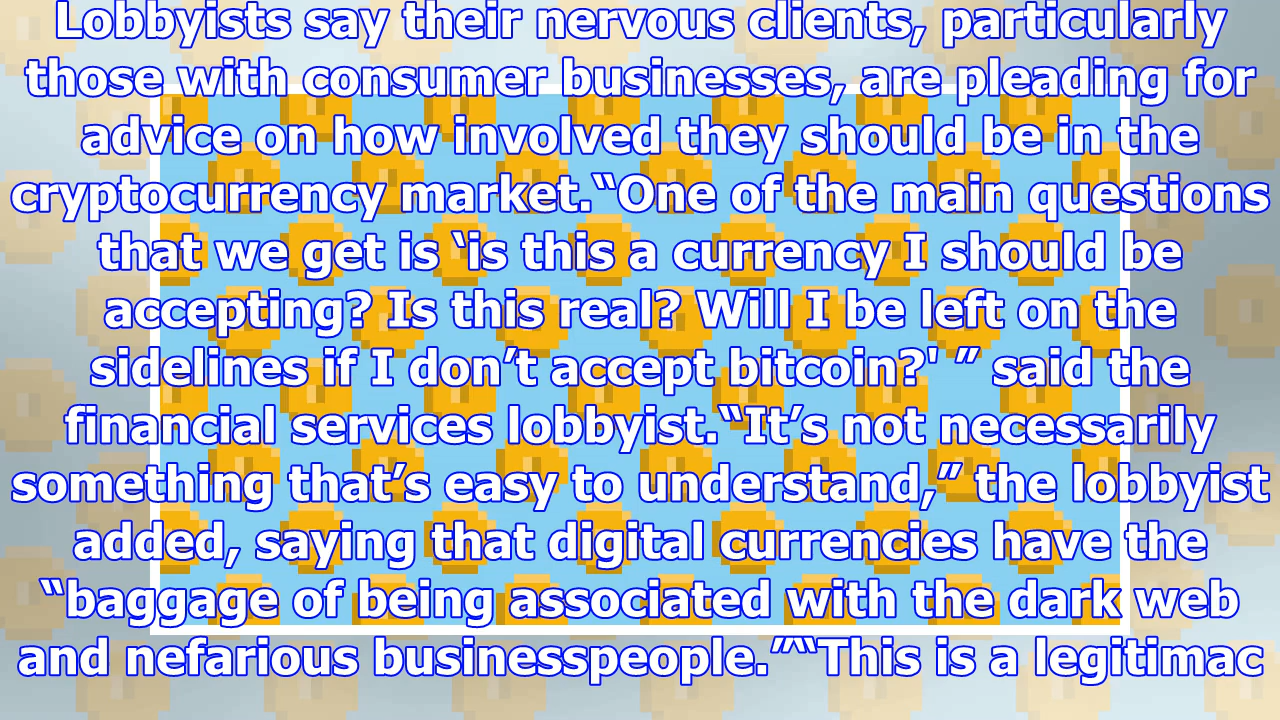 Lobbyists say their nervous clients, particularly
those with consumer businesses, are pleading for
advice on how involved they should be in the
cryptocurrency market.“One of the main questions
that we get is ‘is this a currency I should be
accepting? Is this real? Will I be left on the
sidelines if I don’t accept bitcoin?' ” said the
financial services lobbyist.“It’s not necessarily
something that’s easy to understand,” the lobbyist
added, saying that digital currencies have the
“baggage of being associated with the dark web
and nefarious businesspeople.”“This is a legitimac